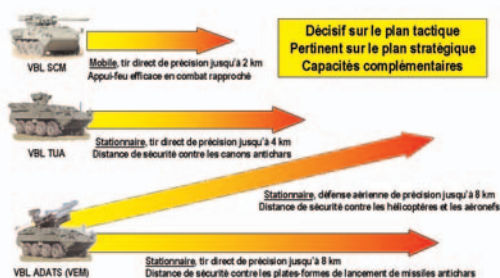 Décisif sur le plan tactique
Pertinent sur le plan stratégique
Capacités complémentaires
VBL SCM
Mobile, tir direct de précision jusqu'à 2 km
Appui-feu efficace en combat rapproché
VBL TUA
Stationnaire, tir direct de précision jusqu'à 4 km
Distance de sécurité contre les canons antichars
Stationnaire, défense aérienne de précision jusqu'à 8 km
Distance de sécurité contre les hélicoptères et les aéronefs
VBL ADATS (VEM)
Stationnaire, tir direct de précision jusqu'à 8 km
Distance de sécurité contre les plates-formes de lancement de missiles antichars